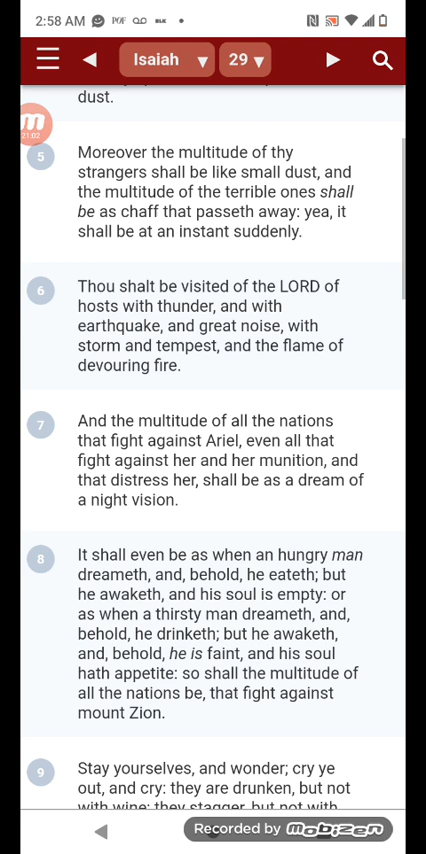 2:58 AM
Isaiah ▼ 29 ▼
dust.
21:02
5
Moreover the multitude of thy
strangers shall be like small dust, and
the multitude of the terrible ones shall
be as chaff that passeth away: yea, it
shall be at an instant suddenly.
6
Thou shalt be visited of the LORD of
hosts with thunder, and with
earthquake, and great noise, with
storm and tempest, and the flame of
devouring fire.
7
And the multitude of all the nations
that fight against Ariel, even all that
fight against her and her munition, and
that distress her, shall be as a dream of
a night vision.
8
It shall even be as when an hungry man
dreameth, and, behold, he eateth; but
he awaketh, and his soul is empty: or
as when a thirsty man dreameth, and,
behold, he drinketh; but he awaketh,
and, behold, he is faint, and his soul
hath appetite: so shall the multitude of
all the nations be, that fight against
mount Zion.
9
Stay yourselves, and wonder; cry ye
out, and cry: they are drunken, but not
with wine; they stagger, but not with
Recorded by mobizen